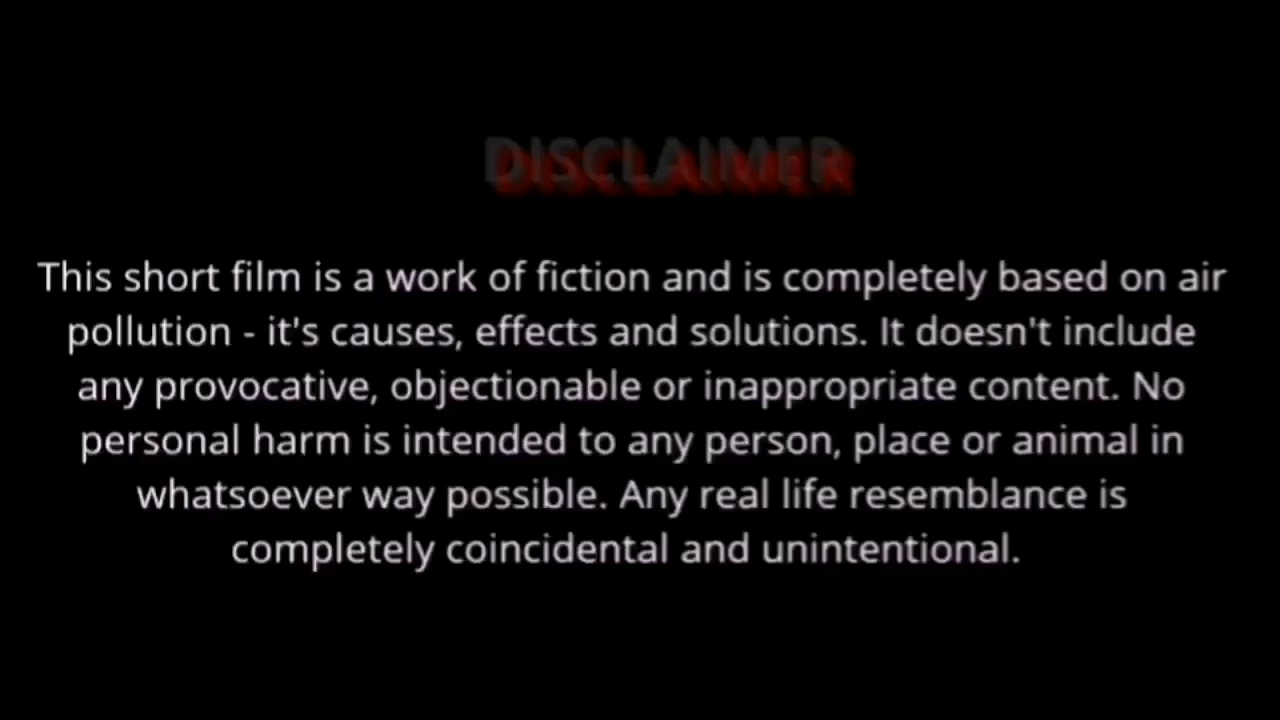 DISCLAIMER
This short film is a work of fiction and is completely based on air
pollution - it's causes, effects and solutions. It doesn't include
any provocative, objectionable or inappropriate content. No
personal harm is intended to any person, place or animal in
whatsoever way possible. Any real life resemblance is
completely coincidental and unintentional.